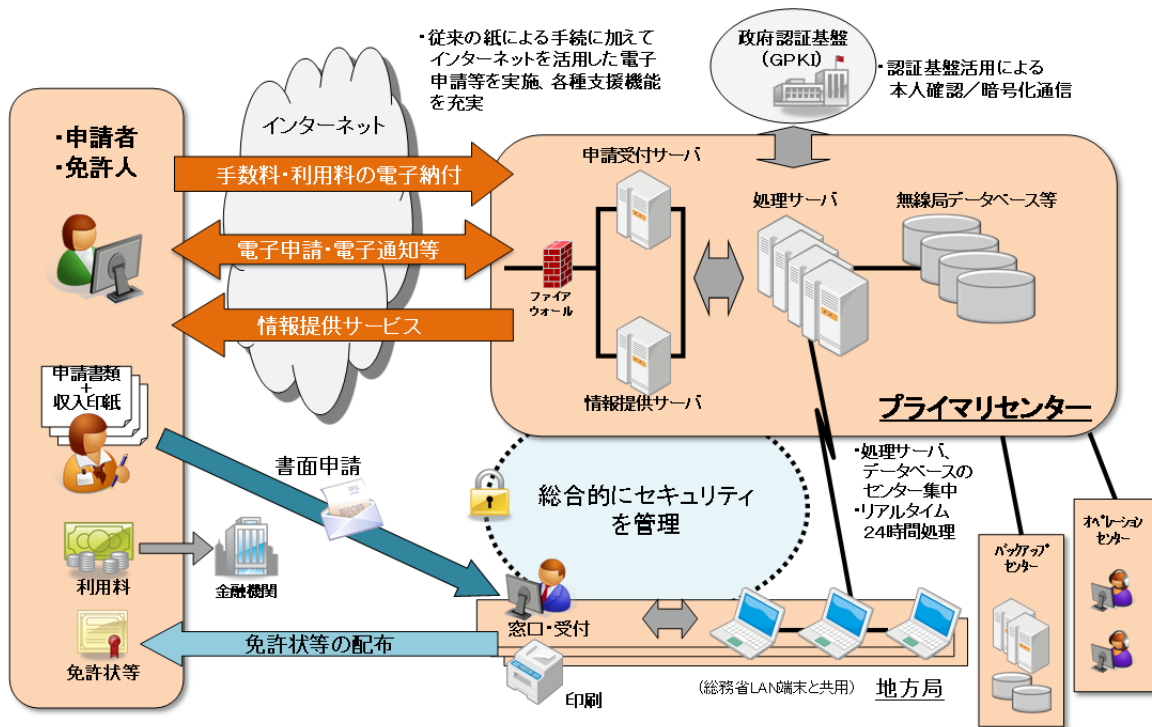 ・従来の紙による手続に加えて
インターネットを活用した電子
申請等を実施、各種支援機能
を充実
政府認証基盤
(GPKI)
・認証基盤活用による
本人確認／暗号化通信
・申請者
・免許人
インターネット
手数料・利用料の電子納付
電子申請・電子通知等
情報提供サービス
申請受付サーバ
処理サーバ
無線局データベース等
ファイア
ウォール
情報提供サーバ
プライマリセンター
申請書類
＋
収入印紙
書面申請
総合的にセキュリティ
を管理
・処理サーバ、
データベースの
センター集中
・リアルタイム
24時間処理
利用料
金融機関
免許状等
免許状等の配布
窓口・受付
印刷
(総務省LAN端末と共用)
地方局
バックアップ
センター
オペレーション
センター